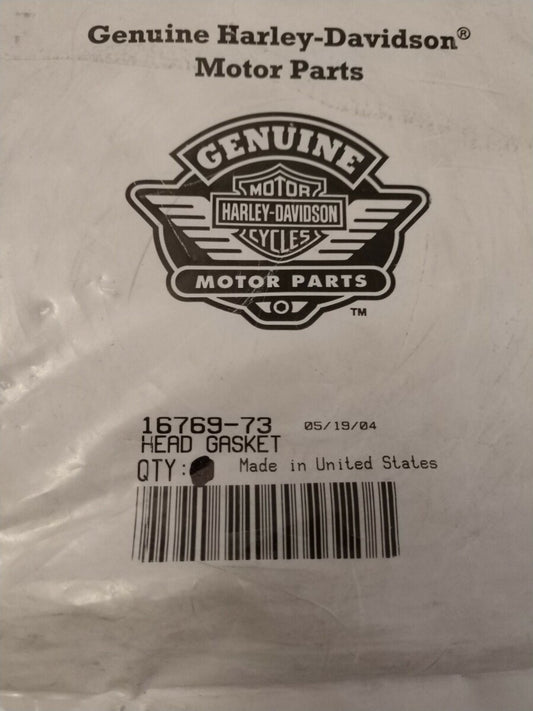 Genuine Harley-Davidson®
Motor Parts
GENUINE
MOTOR
HARLEY-DAVIDSON
CYCLES
MOTOR PARTS
TM
16769-73 05/19/04
HEAD GASKET
QTY: Made in United States